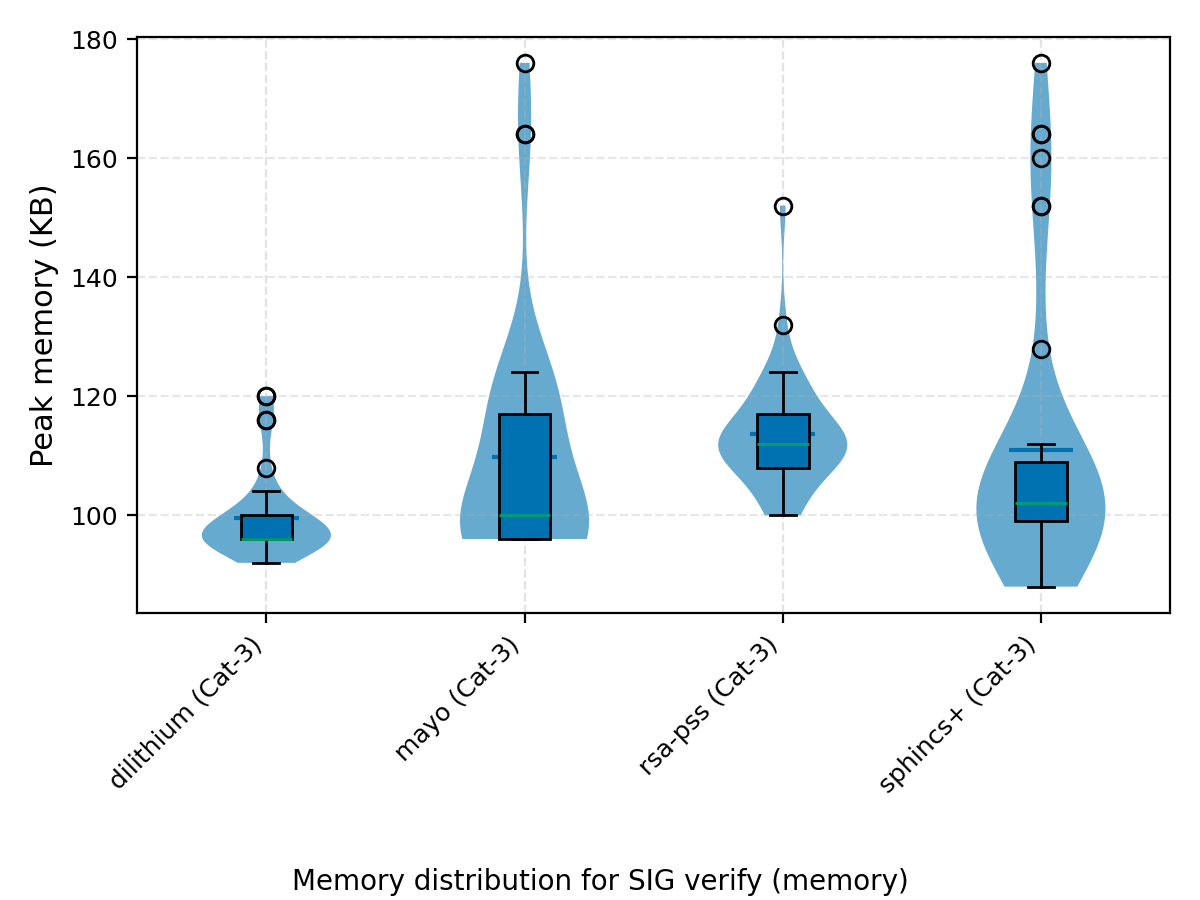 180
160
140
120
100
Peak memory (KB)
dilithium (Cat-3)
mayo (Cat-3)
rsa-pss (Cat-3)
sphincs+ (Cat-3)
Memory distribution for SIG verify (memory)